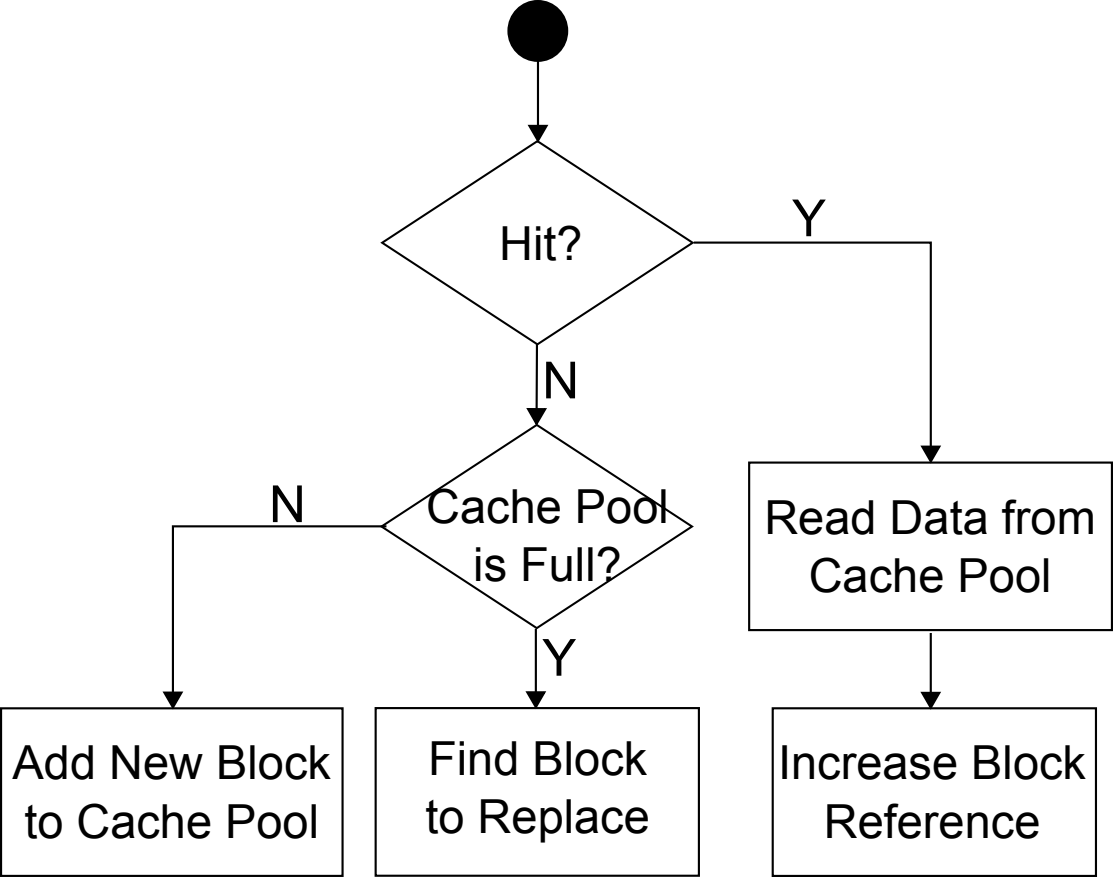 Hit?
Y
N
Cache Pool
is Full?
N
Y
Read Data from
Cache Pool
Add New Block
to Cache Pool
Find Block
to Replace
Increase Block
Reference